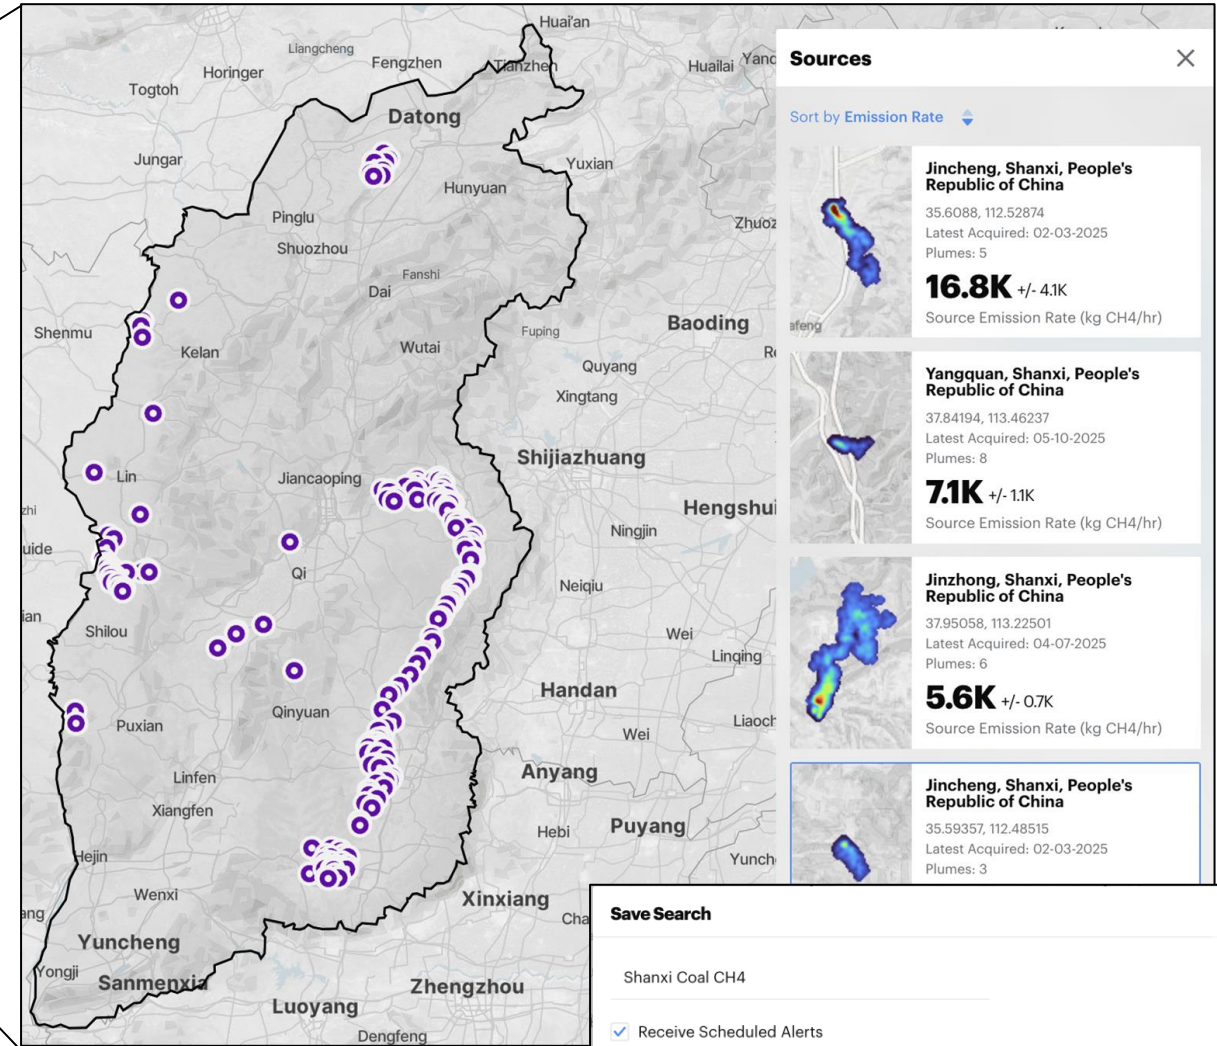 Huai'an
Liangcheng
Fengzhen
Tianzhen
Horinger
Huailai
Togtoh
Datong
Jungar
Yuxian
Hunyuan
Pinglu
Shuozhou
Fanshi
Dai
Shenmu
Fuping
Baoding
Kelan
Wutai
Quyang
Xingtang
Shijiazhuang
Lin
Jiancaoping
Hengshui
Ningjin
Qi
Neiqiu
Shilou
Wei
Linqing
Handan
Qinyuan
Puxian
Wei
Linfen
Anyang
Xiangfen
Hebi
Puyang
Hejin
Wenxi
Xinxiang
Yuncheng
Yongji
Sanmenxia
Zhengzhou
Luoyang
Dengfeng
Sources
Sort by Emission Rate
Jincheng, Shanxi, People's
Republic of China
35.6088, 112.52874
Latest Acquired: 02-03-2025
Plumes: 5
16.8K +/- 4.1K
Source Emission Rate (kg CH4/hr)
afeng
Yangquan, Shanxi, People's
Republic of China
37.84194, 113.46237
Latest Acquired: 05-10-2025
Plumes: 8
7.1K +/- 1.1K
Source Emission Rate (kg CH4/hr)
Jinzhong, Shanxi, People's
Republic of China
37.95058, 113.22501
Latest Acquired: 04-07-2025
Plumes: 6
5.6K +/- 0.7K
Source Emission Rate (kg CH4/hr)
Jincheng, Shanxi, People's
Republic of China
35.59357, 112.48515
Latest Acquired: 02-03-2025
Plumes: 3
Save Search
Shanxi Coal CH4
Receive Scheduled Alerts